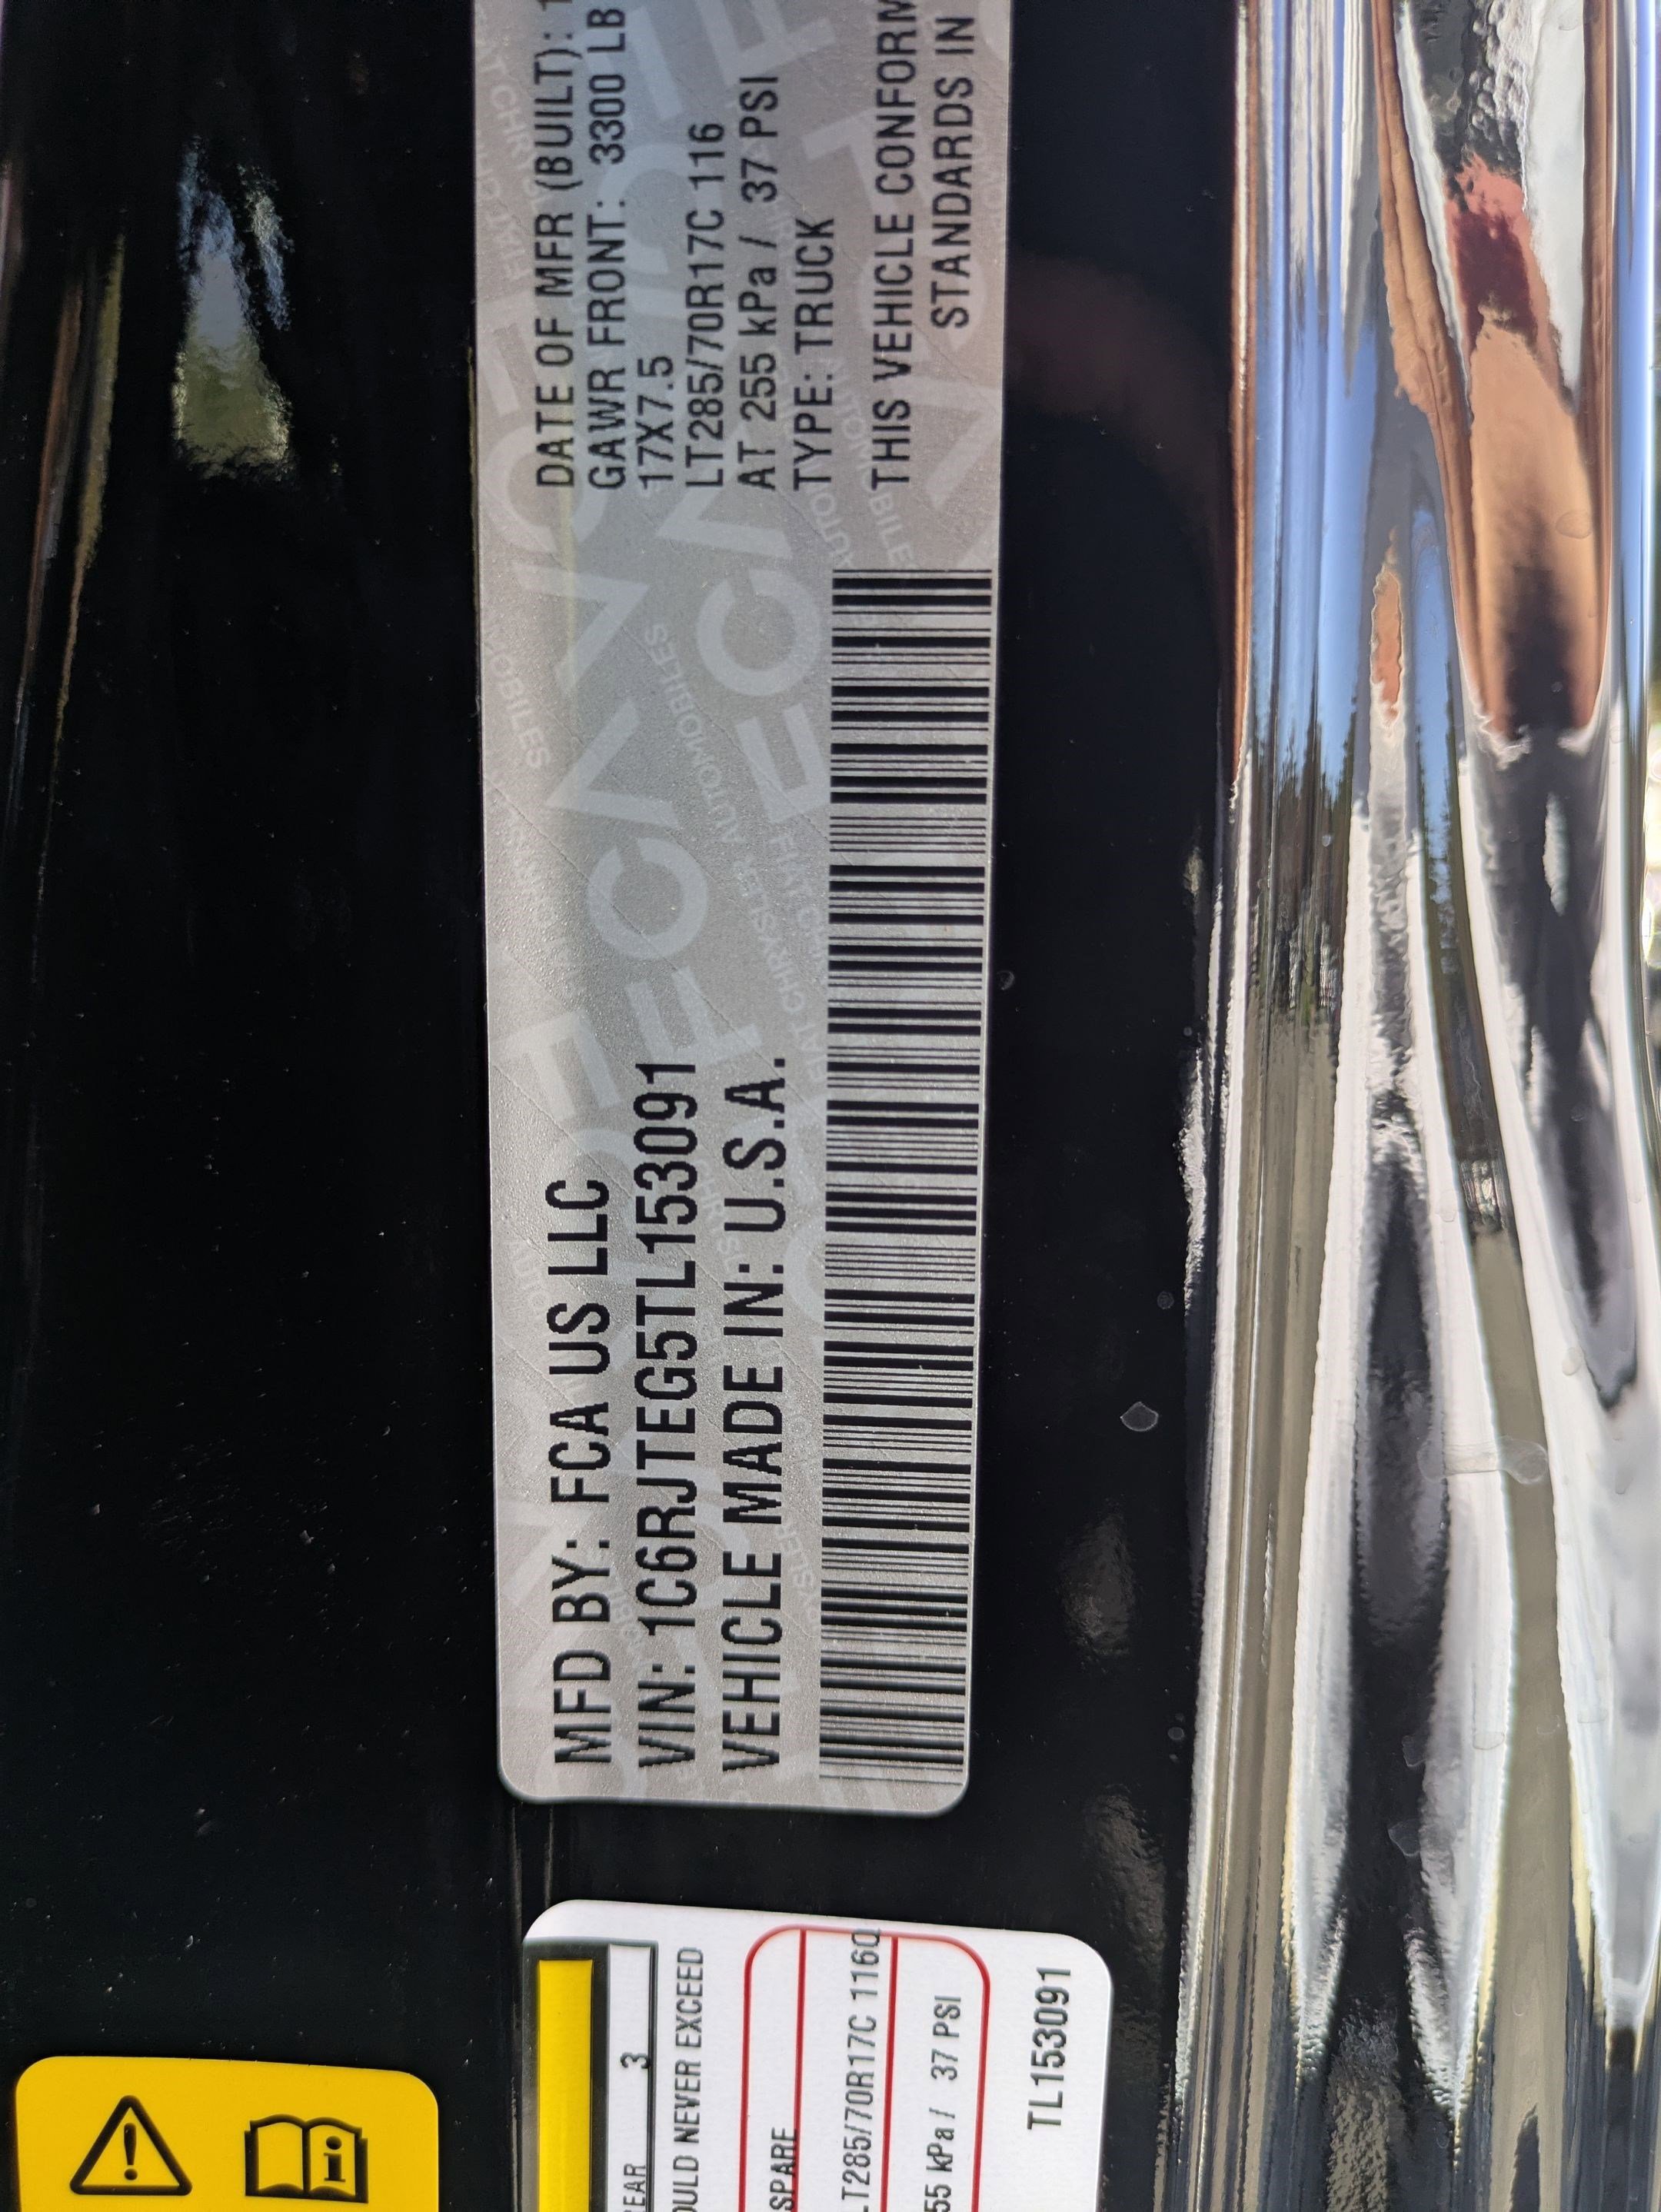 MFD BY: FCA US LLC
VIN: 1C6RJTEG5TL153091
VEHICLE MADE IN: U.S.A.
DATE OF MFR (BUILT):
GAWR FRONT: 3300 LB
17X7.5
LT285/70R17C 116
AT 255 kPa / 37 PSI
TYPE: TRUCK
THIS VEHICLE CONFORM
STANDARDS IN
EAR 3
OULD NEVER EXCEED
SPARE
LT285/70R17C 116Q
55 kPa / 37 PSI
TL153091